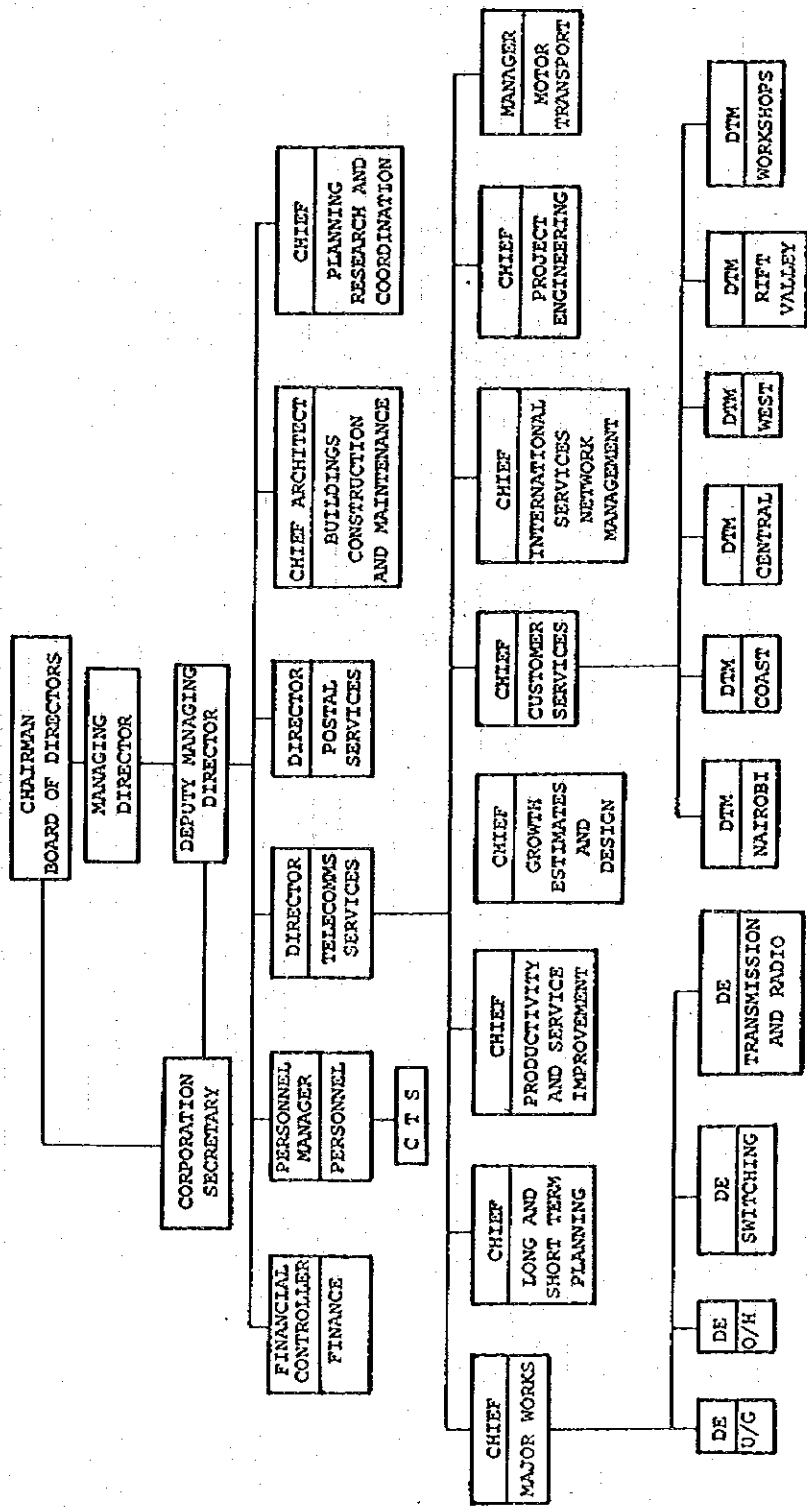 CHAIRMAN
BOARD OF DIRECTORS
MANAGING
DIRECTOR
CORPORATION
SECRETARY
DEPUTY MANAGING
DIRECTOR
FINANCIAL
CONTROLLER
FINANCE
PERSONNEL
MANAGER
PERSONNEL
C T S
DIRECTOR
TELECOMMS
SERVICES
DIRECTOR
POSTAL
SERVICES
CHIEF ARCHITECT
BUILDINGS
CONSTRUCTION
AND MAINTENANCE
CHIEF
PLANNING
RESEARCH AND
COORDINATION
CHIEF
MAJOR WORKS
CHIEF
LONG AND
SHORT TERM
PLANNING
CHIEF
PRODUCTIVITY
AND SERVICE
IMPROVEMENT
CHIEF
GROWTH
ESTIMATES
AND
DESIGN
CHIEF
CUSTOMER
SERVICES
CHIEF
INTERNATIONAL
SERVICES
NETWORK
MANAGEMENT
CHIEF
PROJECT
ENGINEERING
MANAGER
MOTOR
TRANSPORT
DE
U/G
DE
O/H
DE
SWITCHING
DE
TRANSMISSION
AND RADIO
DTM
NAIROBI
DTM
COAST
DTM
CENTRAL
DTM
WEST
DTM
RIFT
VALLEY
DTM
WORKSHOPS